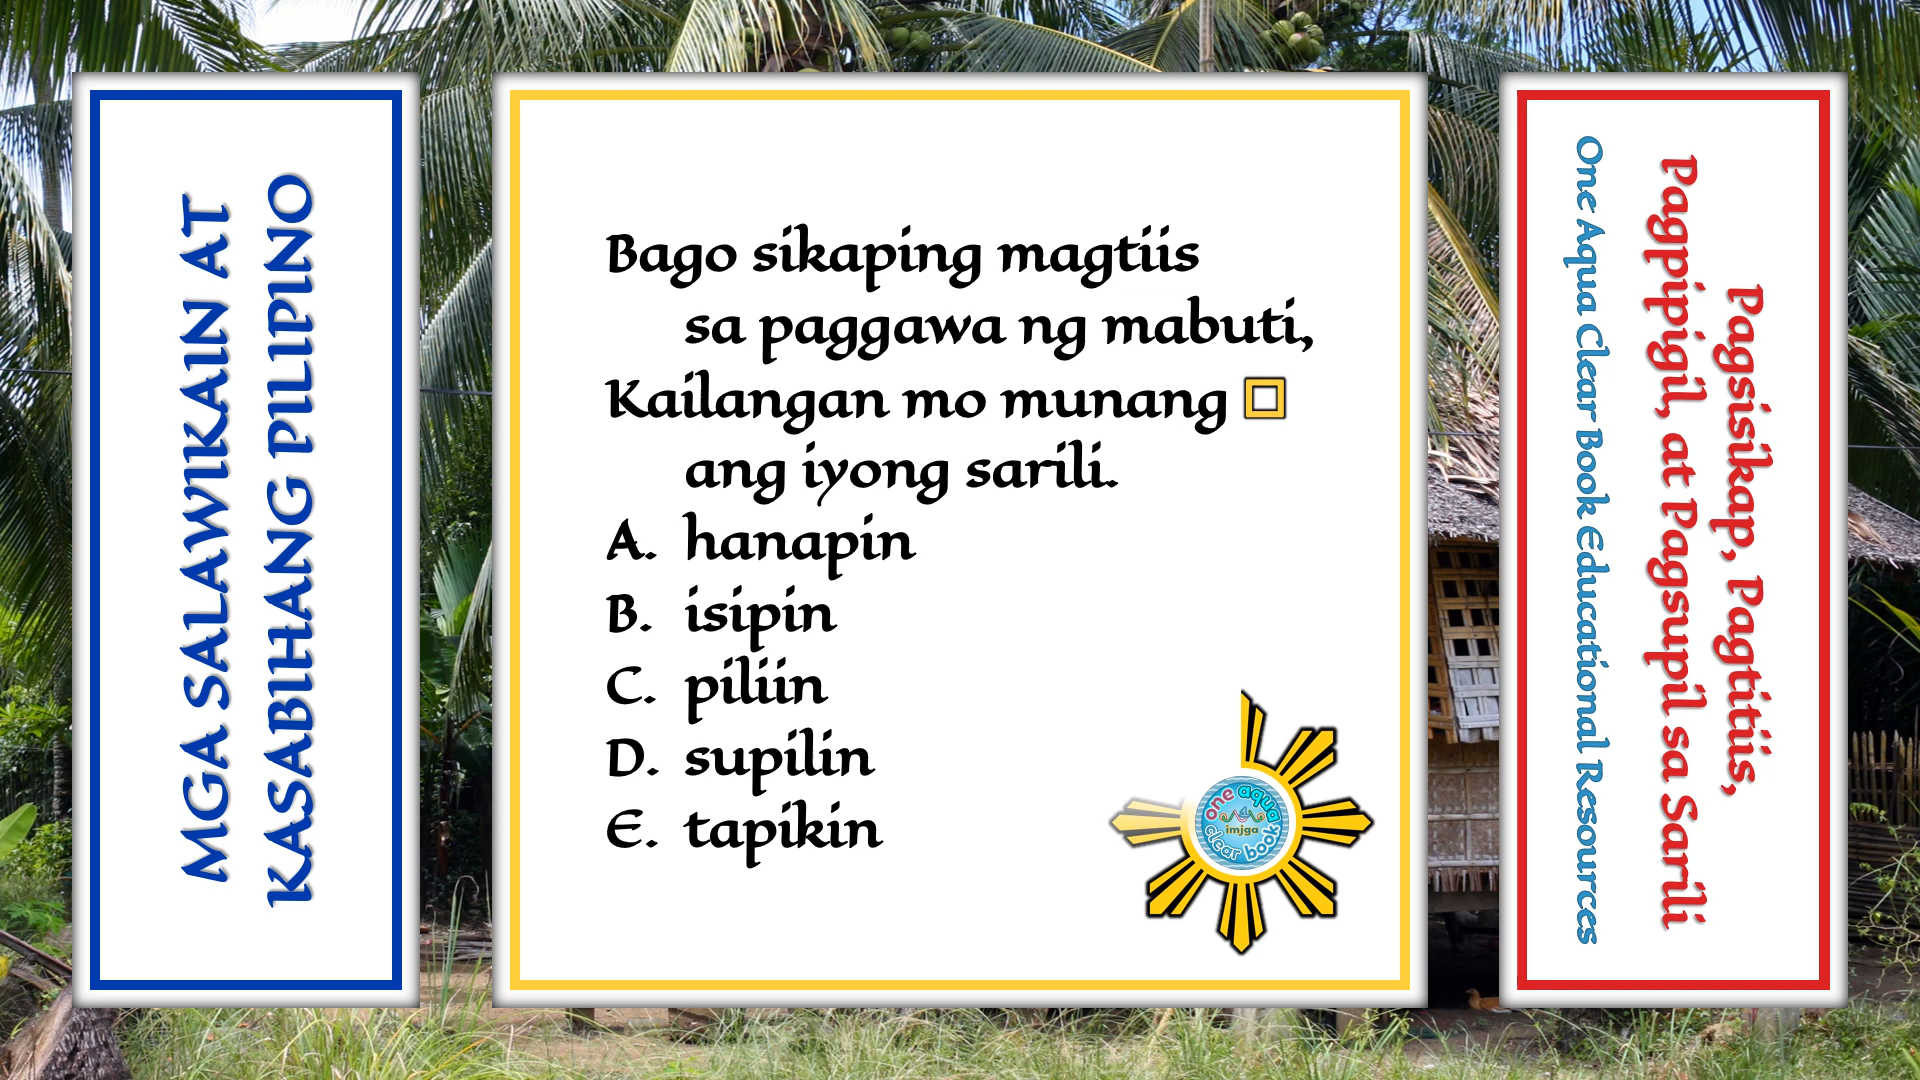 MGA SALAWIKAIN AT
KASABIHANG PILIPINO
Bago sikaping magtiis
sa paggawa ng mabuti,
Kailangan mo munang □
ang iyong sarili.
A. hanapin
B. isipin
C. piliin
D. supilin
E. tapikin
one aqua
imjga
clear book
Pagsisikap, Pagtitiis,
Pagpipigil, at Pagsupil sa Sarili
One Aqua Clear Book Educational Resources